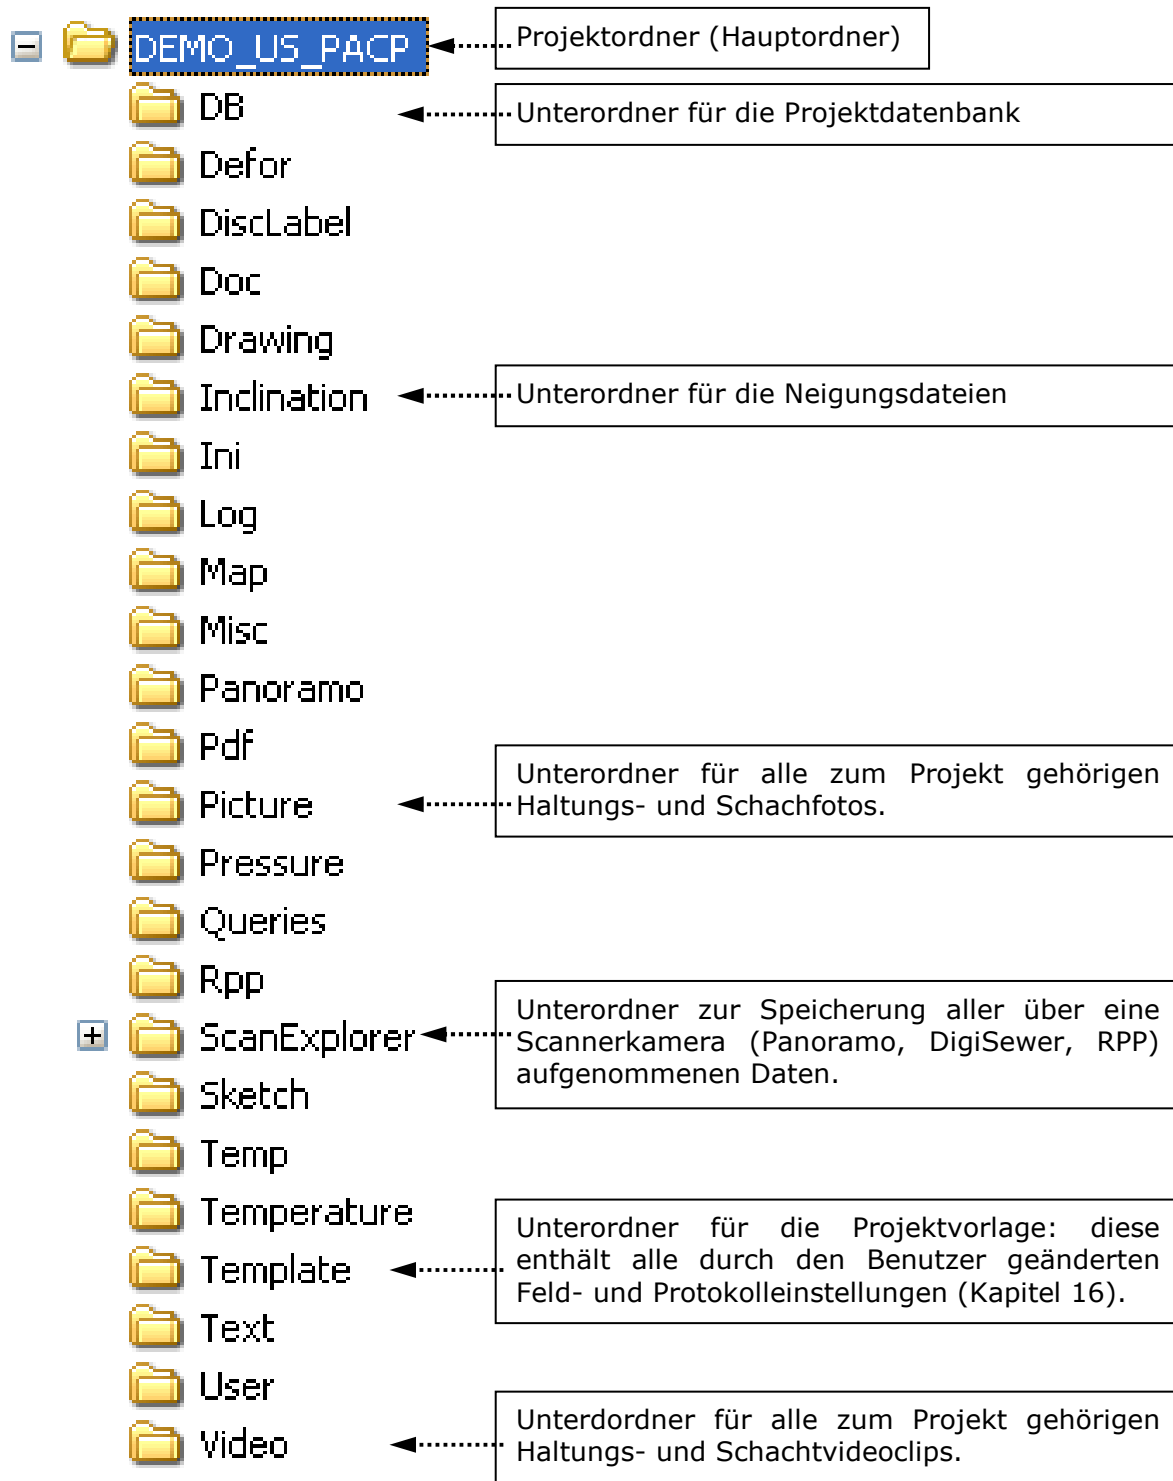 DEMO_US_PACP
Projektordner (Hauptordner)
DB
Unterordner für die Projektdatenbank
Defor
DiscLabel
Doc
Drawing
Inclination
Unterordner für die Neigungsdateien
Ini
Log
Map
Misc
Panoramo
Pdf
Picture
Unterordner für alle zum Projekt gehörigen
Haltungs- und Schachfotos.
Pressure
Queries
Rpp
ScanExplorer
Unterordner zur Speicherung aller über eine
Scannerkamera (Panoramo, DigiSewer, RPP)
aufgenommenen Daten.
Sketch
Temp
Temperature
Template
Unterordner für die Projektvorlage: diese
enthält alle durch den Benutzer geänderten
Feld- und Protokolleinstellungen (Kapitel 16).
Text
User
Video
Unterdordner für alle zum Projekt gehörigen
Haltungs- und Schachtvideoclips.